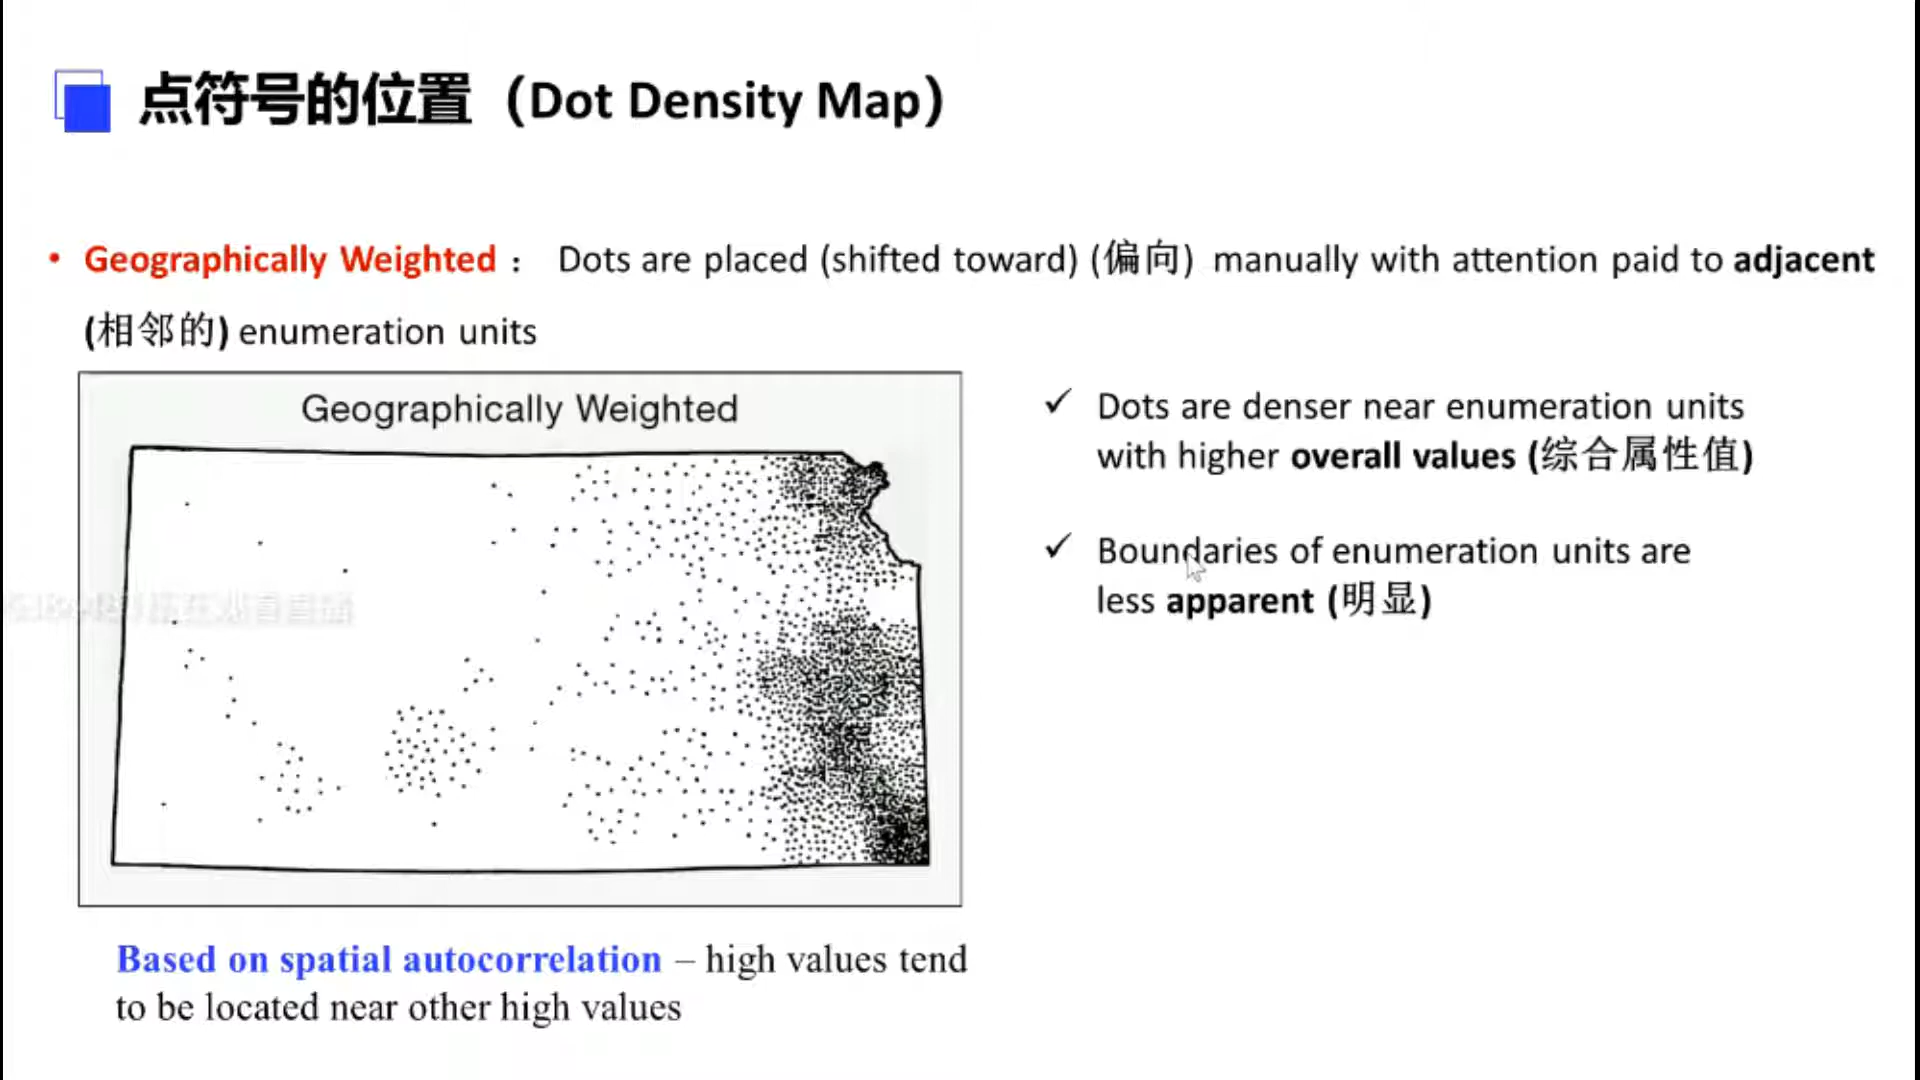 点符号的位置（Dot Density Map）
• Geographically Weighted ： Dots are placed (shifted toward) (偏向) manually with attention paid to adjacent
(相邻的) enumeration units
Geographically Weighted
✓ Dots are denser near enumeration units
with higher overall values (综合属性值)
✓ Boundaries of enumeration units are
less apparent (明显)
Based on spatial autocorrelation – high values tend
to be located near other high values